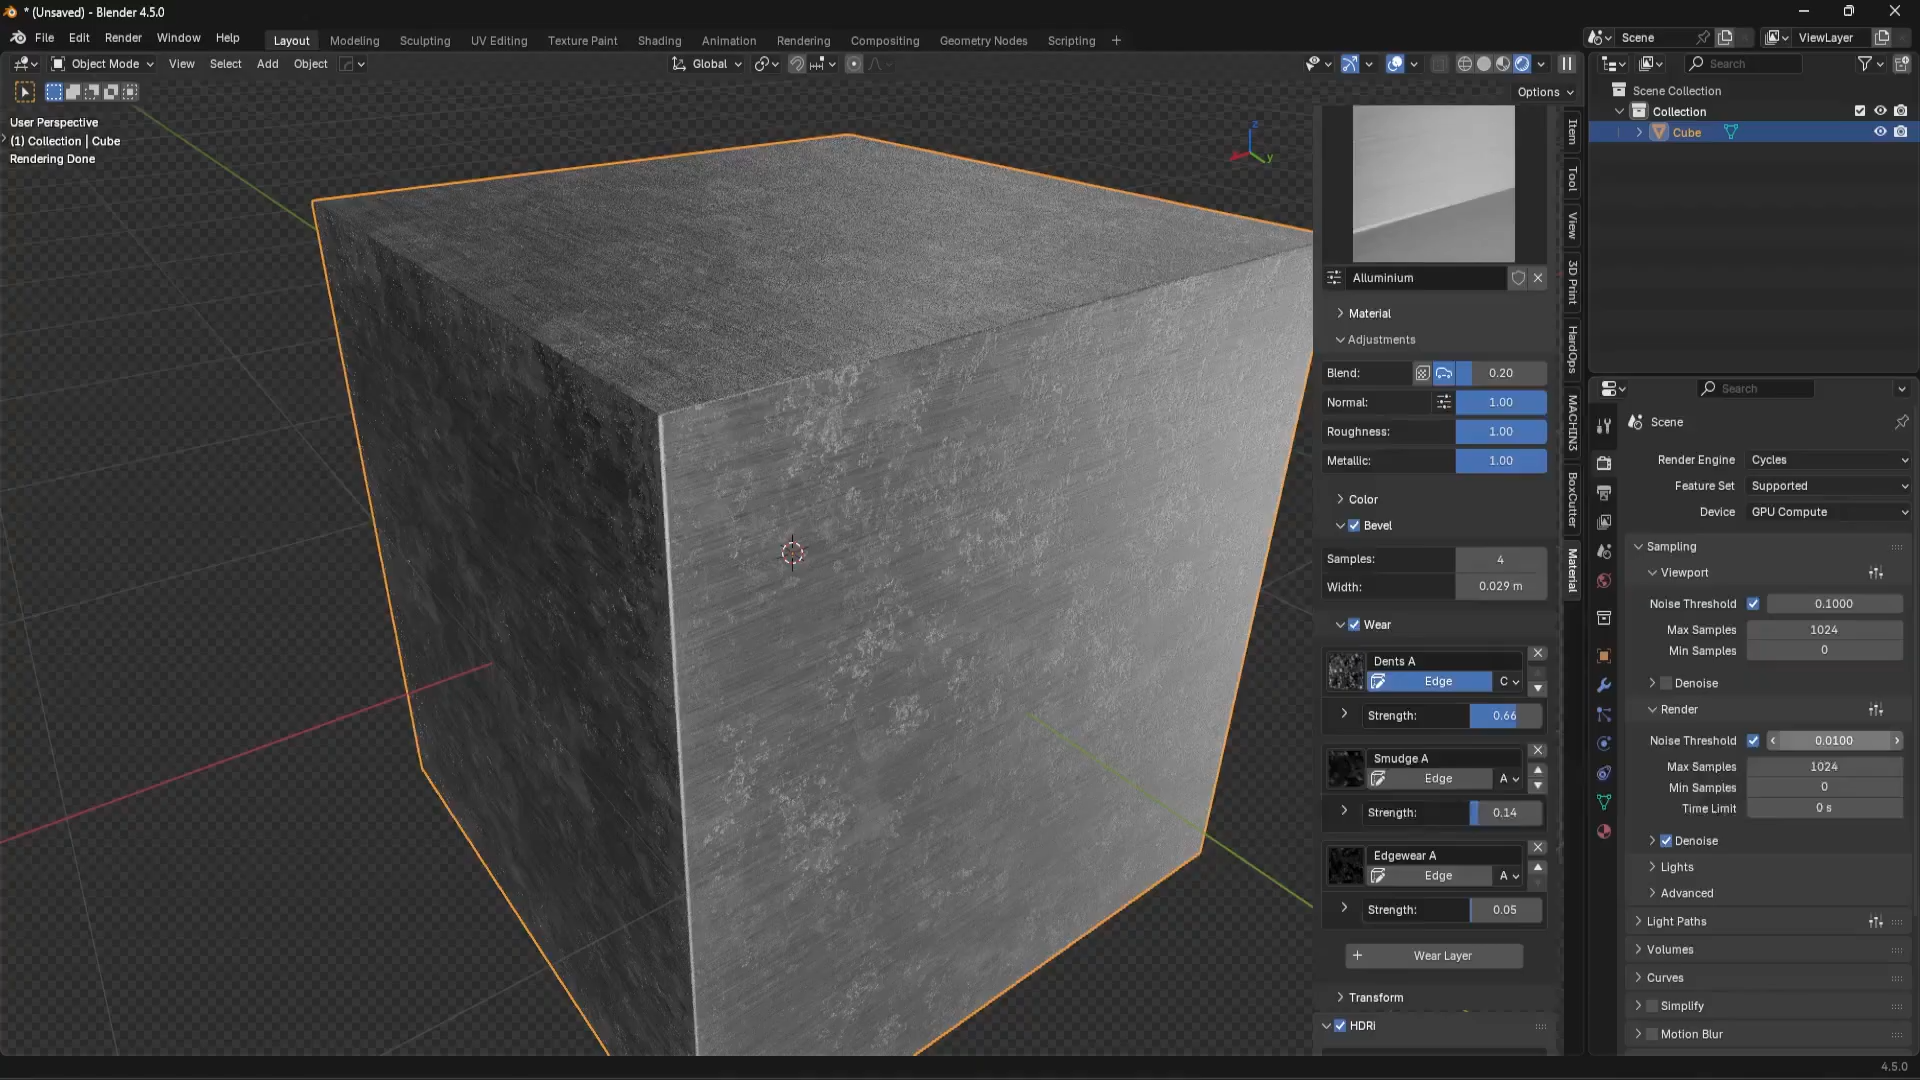 * (Unsaved) - Blender 4.5.0
File Edit Render Window Help Layout Modeling Sculpting UV Editing Texture Paint Shading Animation Rendering Compositing Geometry Nodes Scripting +
Scene ViewLayer
Object Mode View Select Add Object Global
Search
Options
User Perspective
(1) Collection | Cube
Rendering Done
z
y
Scene Collection
Collection
Cube
Item
Tool
View
3D Print
HardOps
MACHIN3
BoxCutter
Material
Alluminium
Material
Adjustments
Blend: 0.20
Normal: 1.00
Roughness: 1.00
Metallic: 1.00
Color
Bevel
Samples: 4
Width: 0.029 m
Wear
Dents A
Edge C
Strength: 0.66
Smudge A
Edge A
Strength: 0.14
Edgewear A
Edge A
Strength: 0.05
+ Wear Layer
Transform
HDRI
Search
Scene
Render Engine Cycles
Feature Set Supported
Device GPU Compute
Sampling
Viewport
Noise Threshold 0.1000
Max Samples 1024
Min Samples 0
Denoise
Render
Noise Threshold 0.0100
Max Samples 1024
Min Samples 0
Time Limit 0 s
Denoise
Lights
Advanced
Light Paths
Volumes
Curves
Simplify
Motion Blur
4.5.0